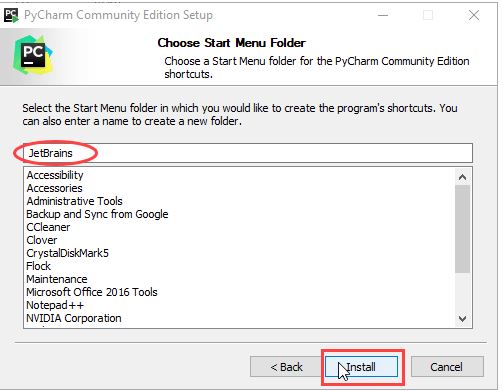 PyCharm Community Edition Setup
PC
Choose Start Menu Folder
Choose a Start Menu folder for the PyCharm Community Edition
shortcuts.
Select the Start Menu folder in which you would like to create the program's shortcuts. You
can also enter a name to create a new folder.
JetBrains
Accessibility
Accessories
Administrative Tools
Backup and Sync from Google
CCleaner
Clover
CrystalDiskMark5
Flock
Maintenance
Microsoft Office 2016 Tools
Notepad++
NVIDIA Corporation
< Back Install Cancel